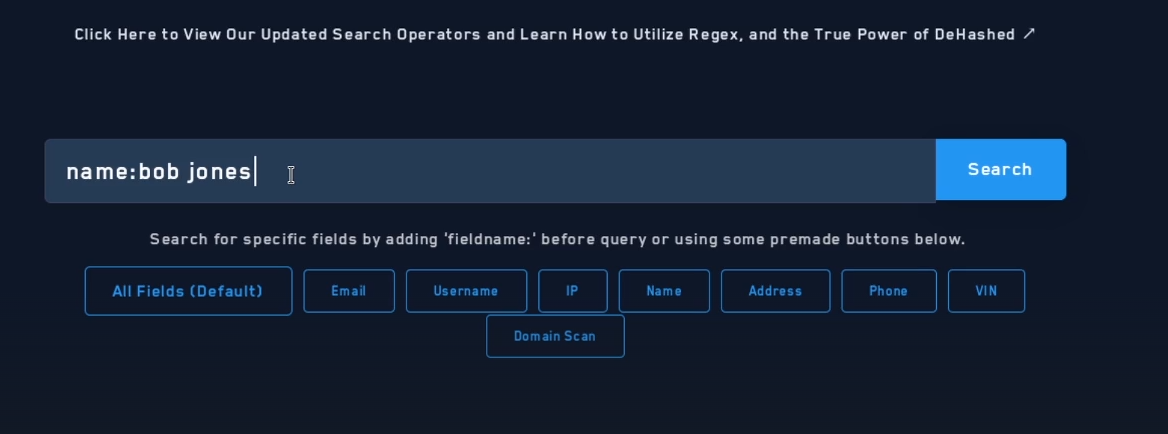 Click Here to View Our Updated Search Operators and Learn How to Utilize Regex, and the True Power of DeHashed ↗
name:bob jones
Search
Search for specific fields by adding 'fieldname:' before query or using some premade buttons below.
All Fields (Default) Email Username IP Name Address Phone VIN
Domain Scan